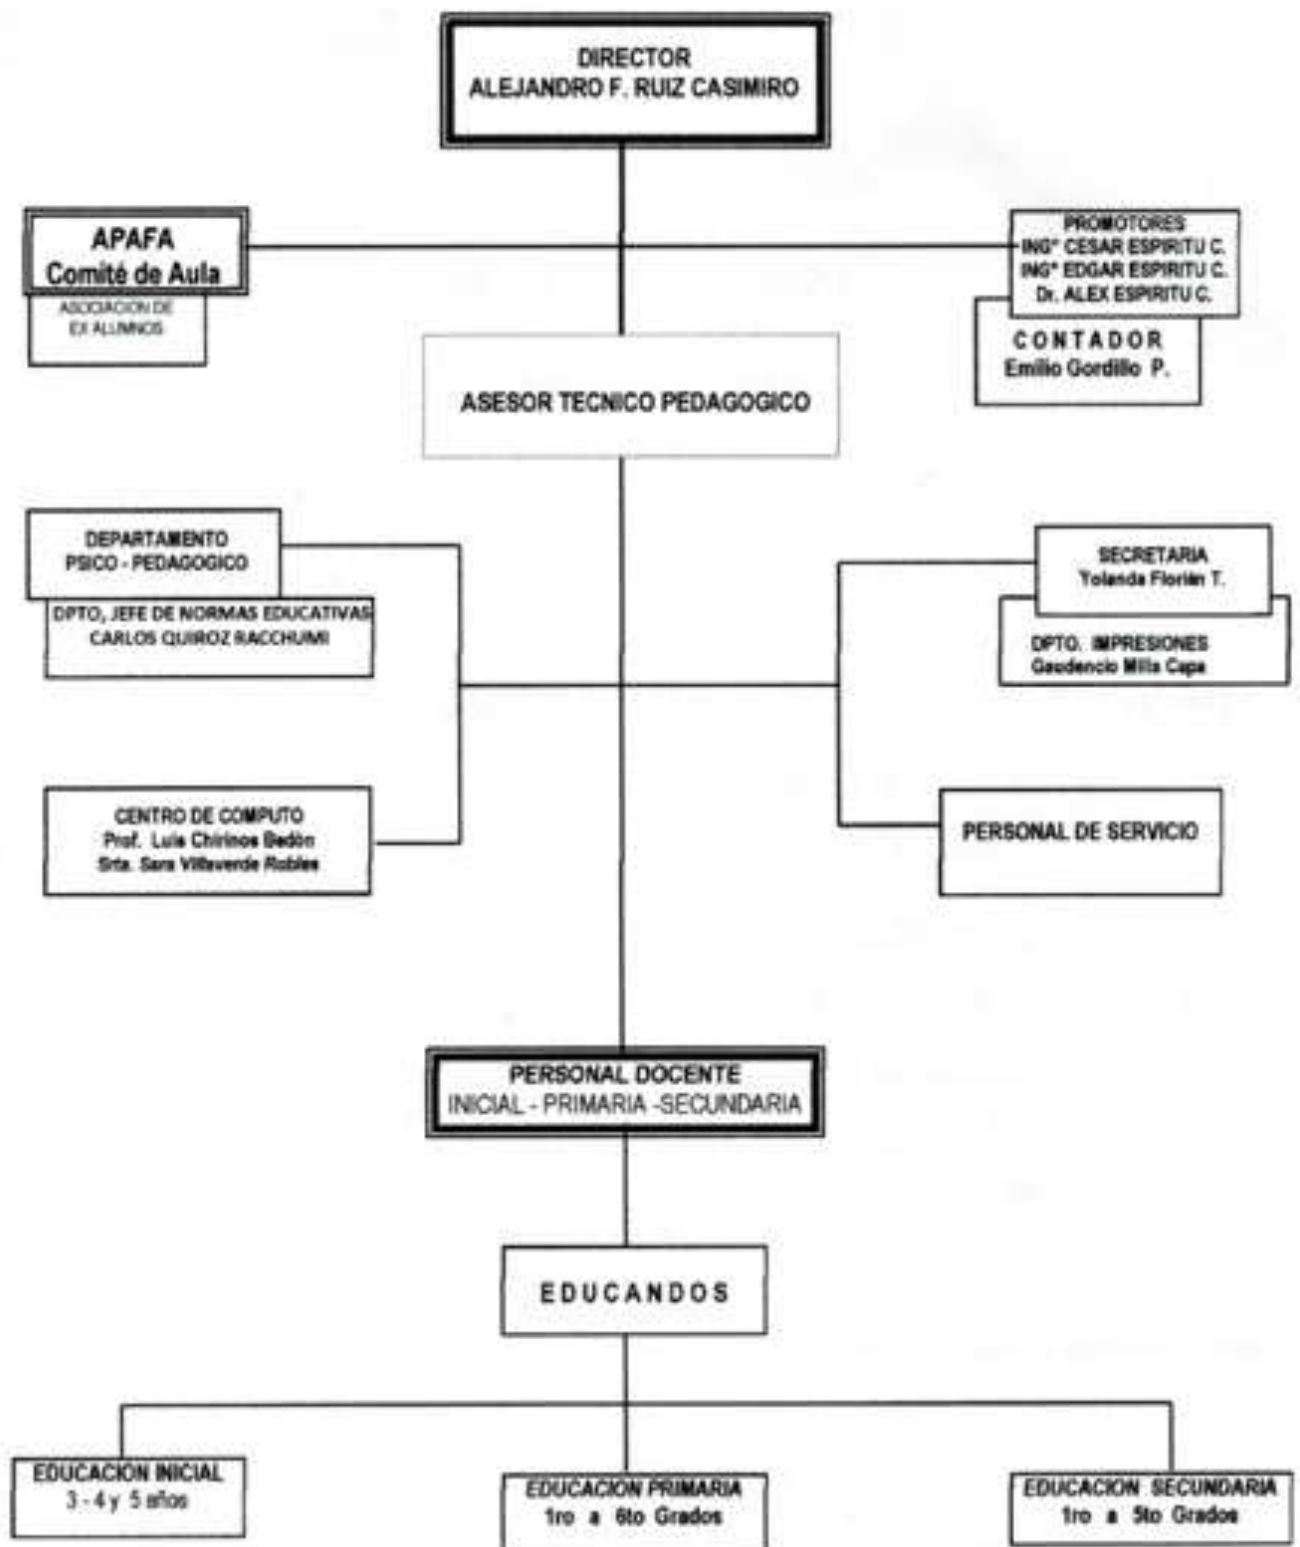 DIRECTOR
ALEJANDRO F. RUIZ CASIMIRO
APAFA
Comité de Aula
ASOCIACION DE
EX ALUMNOS
PROMOTORES
ING° CESAR ESPIRITU C.
ING° EDGAR ESPIRITU C.
Dr. ALEX ESPIRITU C.
CONTADOR
Emilio Gordillo P.
ASESOR TECNICO PEDAGOGICO
DEPARTAMENTO
PSICO - PEDAGOGICO
DPTO, JEFE DE NORMAS EDUCATIVAS
CARLOS QUIROZ RACCHUMI
SECRETARIA
Yolanda Florián T.
DPTO. IMPRESIONES
Gaudencio Milla Capa
CENTRO DE COMPUTO
Prof. Luis Chirinos Bedón
Srta. Sara Villaverde Robles
PERSONAL DE SERVICIO
PERSONAL DOCENTE
INICIAL - PRIMARIA -SECUNDARIA
EDUCANDOS
EDUCACION INICIAL
3 - 4 y 5 años
EDUCACION PRIMARIA
1ro a 6to Grados
EDUCACION SECUNDARIA
1ro a 5to Grados